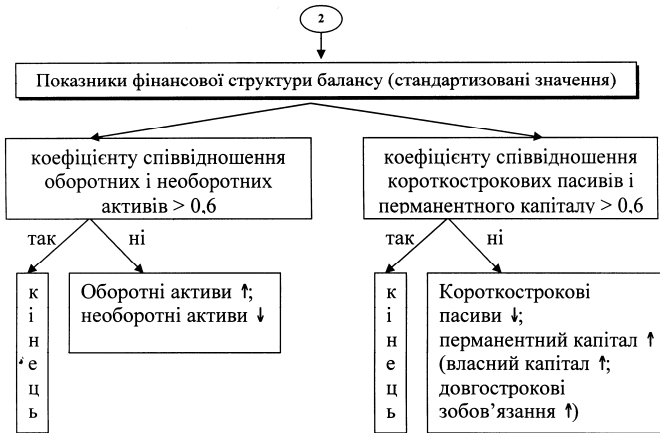 2
Показники фінансової структури балансу (стандартизовані значення)
коефіцієнту співвідношення
оборотних і необоротних
активів > 0,6
коефіцієнту співвідношення
короткострокових пасивів і
перманентного капіталу > 0,6
так ні
так ні
к
і
н
е
ц
ь
Оборотні активи ↑;
необоротні активи ↓
к
і
н
е
ц
ь
Короткострокові
пасиви ↓;
перманентний капітал ↑
(власний капітал ↑;
довгострокові
зобов’язання ↑)